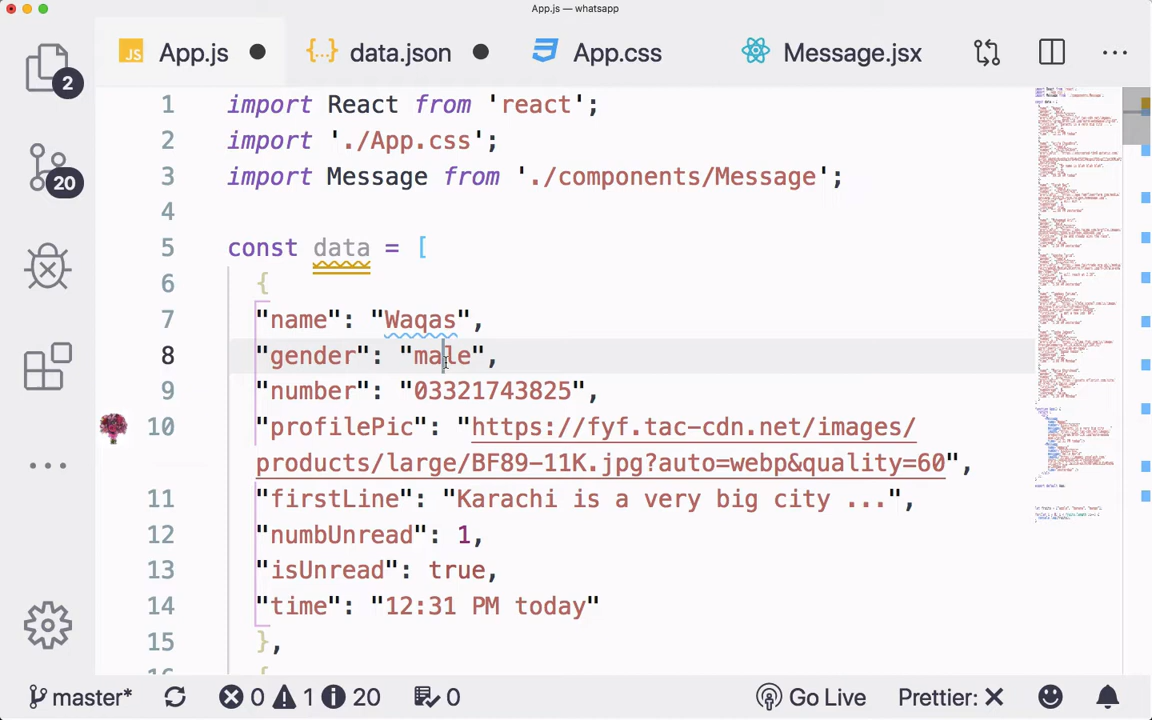 App.js — whatsapp
App.js
data.json
App.css
Message.jsx
2
20
1 import React from 'react';
2 import './App.css';
3 import Message from './components/Message';
4
5 const data = [
6 {
7 "name": "Waqas",
8 "gender": "male",
9 "number": "03321743825",
10 "profilePic": "https://fyf.tac-cdn.net/images/
products/large/BF89-11K.jpg?auto=webp&quality=60",
11 "firstLine": "Karachi is a very big city ...",
12 "numbUnread": 1,
13 "isUnread": true,
14 "time": "12:31 PM today"
15 },
master* 0 1 20 0 Go Live Prettier: ×